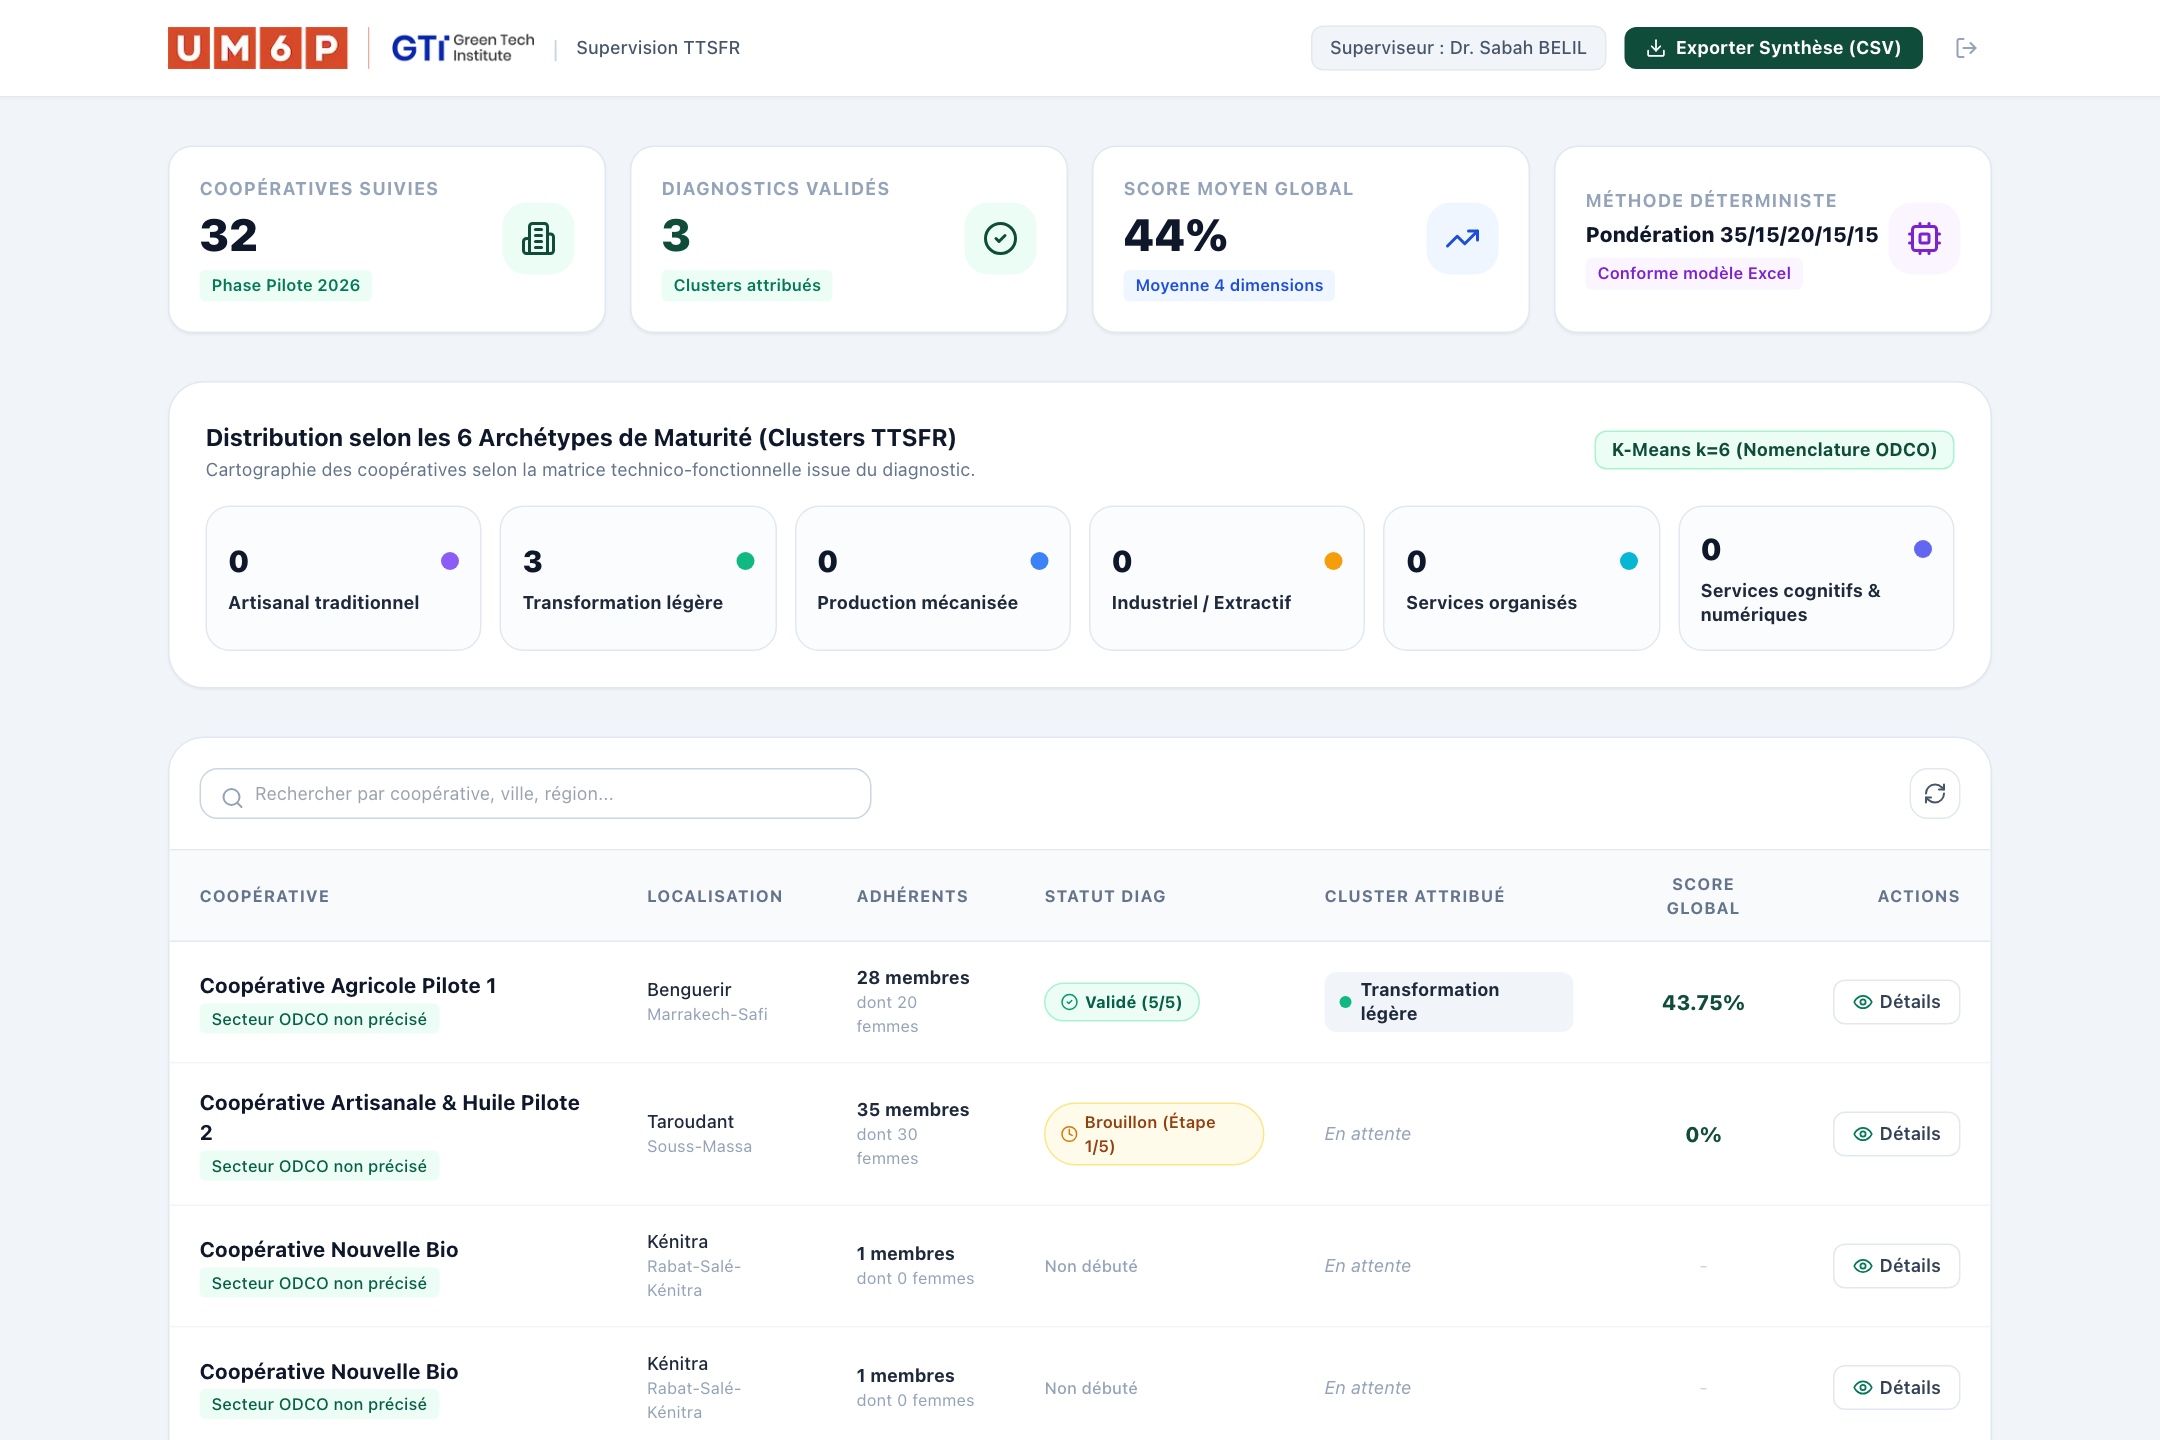 UM6P
GTi Green Tech Institute
| Supervision TTSFR
Superviseur : Dr. Sabah BELIL
Exporter Synthèse (CSV)
COOPÉRATIVES SUIVIES
32
Phase Pilote 2026
DIAGNOSTICS VALIDÉS
3
Clusters attribués
SCORE MOYEN GLOBAL
44%
Moyenne 4 dimensions
MÉTHODE DÉTERMINISTE
Pondération 35/15/20/15/15
Conforme modèle Excel
Distribution selon les 6 Archétypes de Maturité (Clusters TTSFR)
Cartographie des coopératives selon la matrice technico-fonctionnelle issue du diagnostic.
K-Means k=6 (Nomenclature ODCO)
0
Artisanal traditionnel
3
Transformation légère
0
Production mécanisée
0
Industriel / Extractif
0
Services organisés
0
Services cognitifs &
numériques
Rechercher par coopérative, ville, région...
COOPÉRATIVE
LOCALISATION
ADHÉRENTS
STATUT DIAG
CLUSTER ATTRIBUÉ
SCORE
GLOBAL
ACTIONS
Coopérative Agricole Pilote 1
Secteur ODCO non précisé
Benguerir
Marrakech-Safi
28 membres
dont 20
femmes
Validé (5/5)
Transformation
légère
43.75%
Détails
Coopérative Artisanale & Huile Pilote
2
Secteur ODCO non précisé
Taroudant
Souss-Massa
35 membres
dont 30
femmes
Brouillon (Étape
1/5)
En attente
0%
Détails
Coopérative Nouvelle Bio
Secteur ODCO non précisé
Kénitra
Rabat-Salé-
Kénitra
1 membres
dont 0 femmes
Non débuté
En attente
-
Détails
Coopérative Nouvelle Bio
Secteur ODCO non précisé
Kénitra
Rabat-Salé-
Kénitra
1 membres
dont 0 femmes
Non débuté
En attente
-
Détails